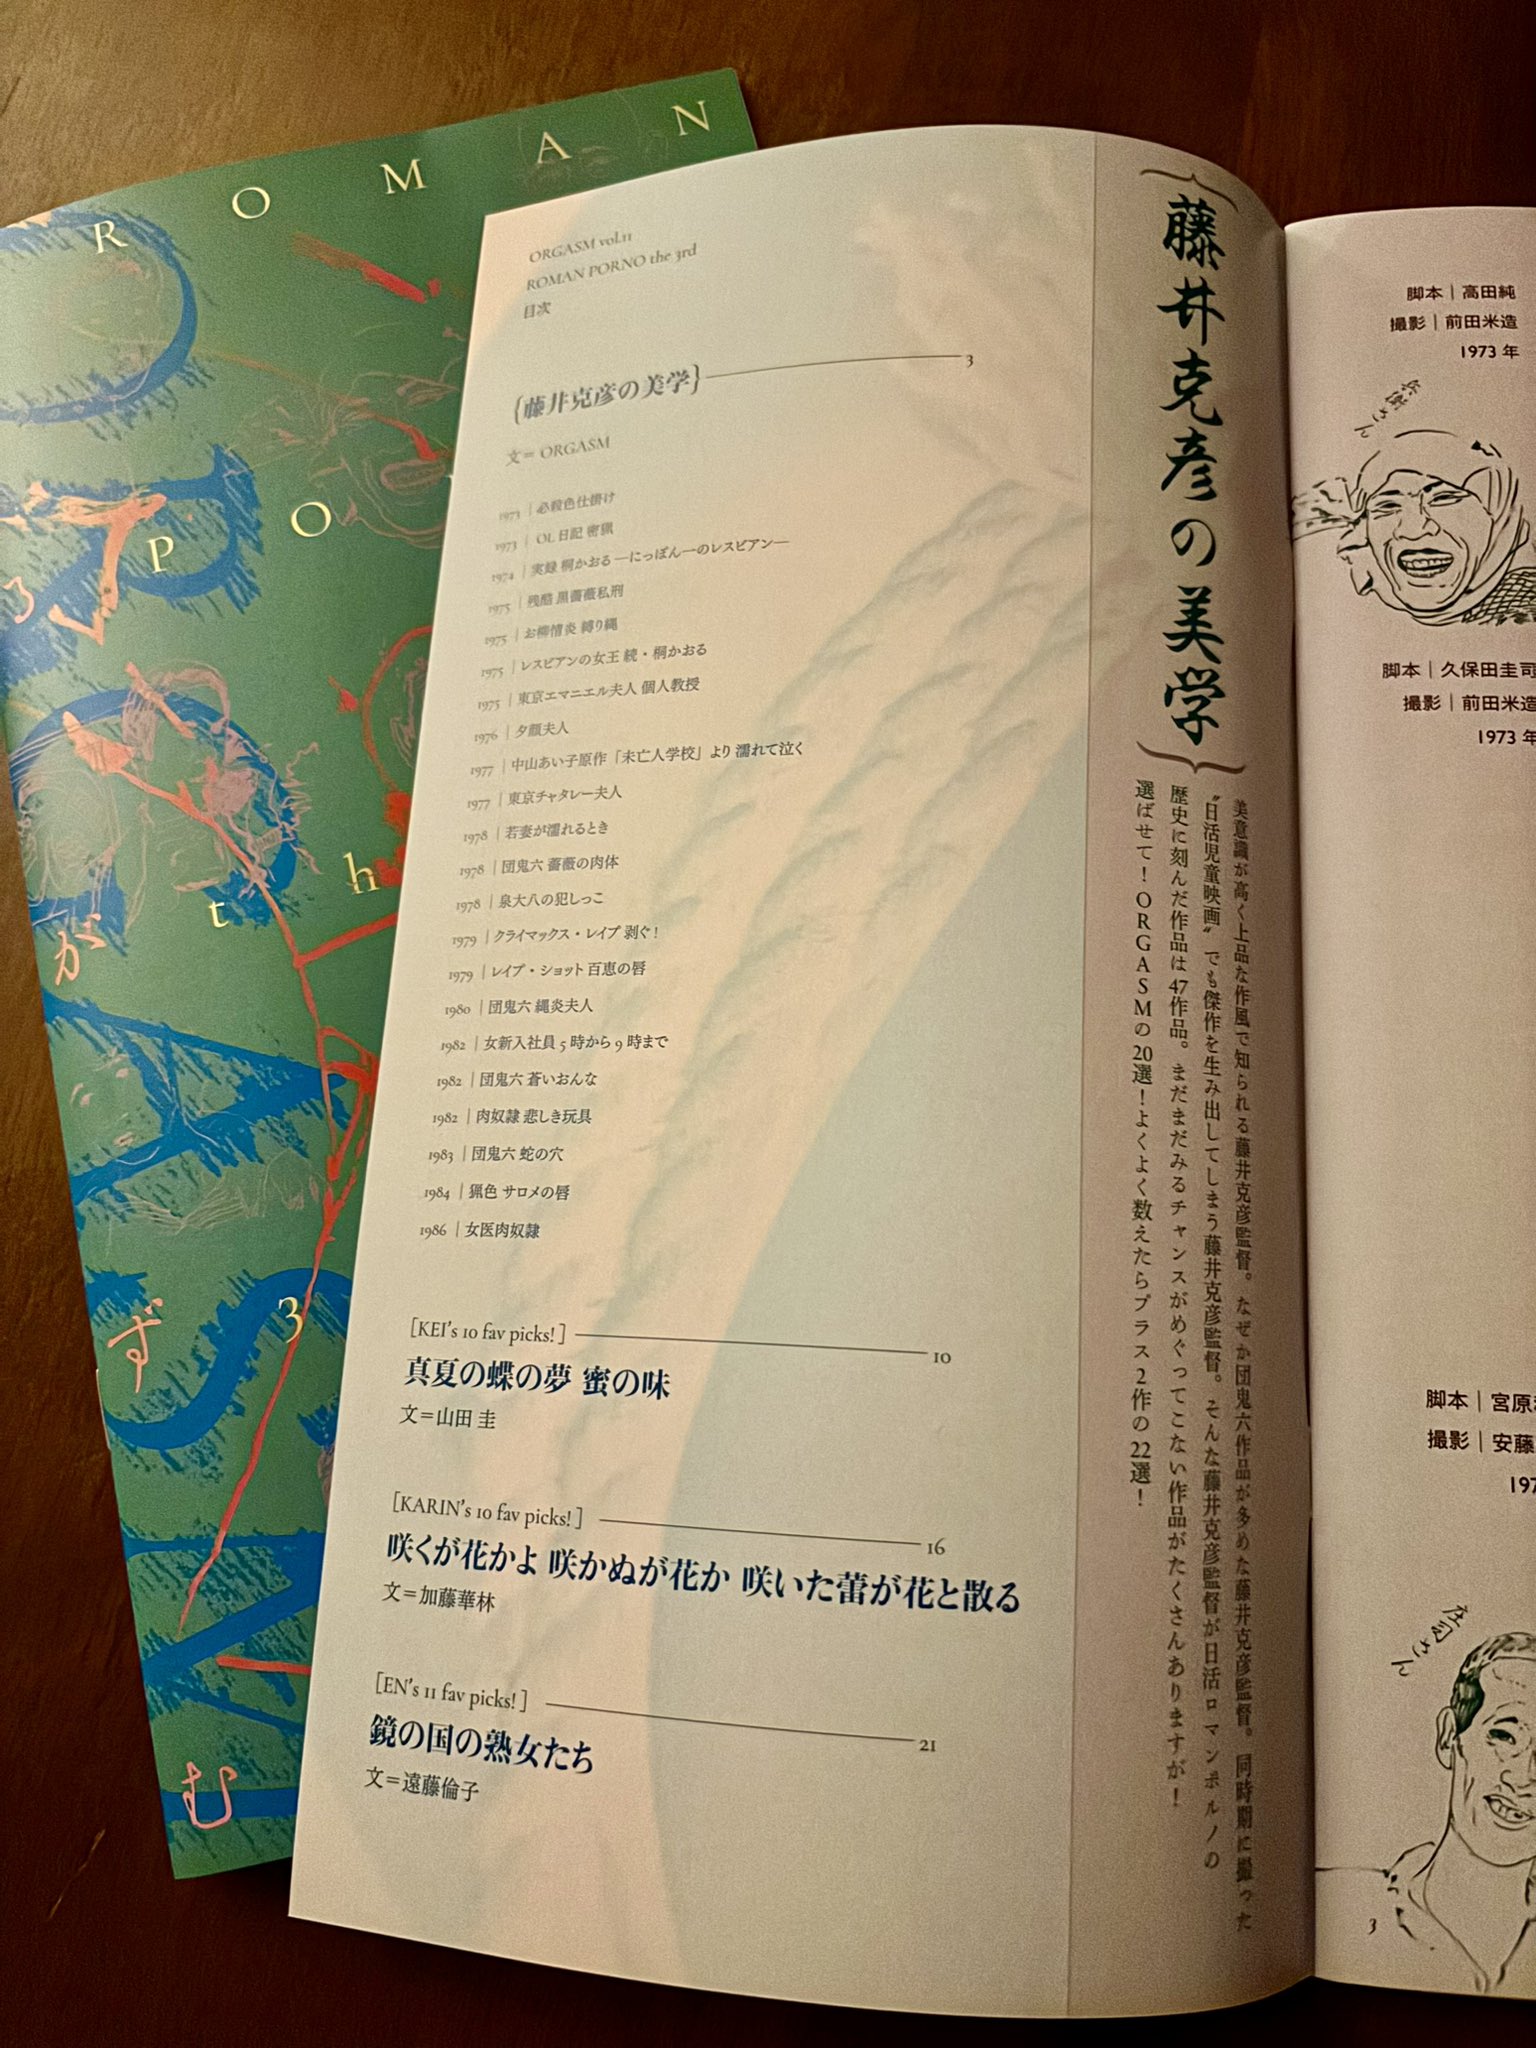 R O M A N
3 P O
t h
3
が
ず
む
ORGASM vol.11
ROMAN PORNO the 3rd
目次
{藤井克彦の美学} 3
文＝ORGASM
1973｜必殺色仕掛け
1973｜OL日記 密猟
1974｜実録 桐かおる ―にっぽん一のレスビアン―
1975｜残酷 黒薔薇私刑
1975｜お柳情炎 縛り縄
1975｜レスビアンの女王 続・桐かおる
1975｜東京エマニエル夫人 個人教授
1976｜夕顔夫人
1977｜中山あい子原作「未亡人学校」より 濡れて泣く
1977｜東京チャタレー夫人
1978｜若妻が濡れるとき
1978｜団鬼六 薔薇の肉体
1978｜泉大八の犯しっこ
1979｜クライマックス・レイプ 剥ぐ！
1979｜レイプ・ショット 百恵の唇
1980｜団鬼六 縄炎夫人
1982｜女新入社員 5時から9時まで
1982｜団鬼六 蒼いおんな
1982｜肉奴隷 悲しき玩具
1983｜団鬼六 蛇の穴
1984｜猟色 サロメの唇
1986｜女医肉奴隷
[KEI's 10 fav picks!] 10
真夏の蝶の夢 蜜の味
文＝山田 圭
[KARIN's 10 fav picks!] 16
咲くが花かよ 咲かぬが花か 咲いた蕾が花と散る
文＝加藤華林
[EN's 11 fav picks!] 21
鏡の国の熟女たち
文＝遠藤倫子
{藤井克彦の美学}
美意識が高く上品な作風で知られる藤井克彦監督。なぜか団鬼六作品が多めな藤井克彦監督。同時期に撮った
〝日活児童映画〟でも傑作を生み出してしまう藤井克彦監督。そんな藤井克彦監督が日活ロマンポルノの
歴史に刻んだ作品は47作品。まだまだみるチャンスがめぐってこない作品がたくさんありますが！
選ばせて！ORGASMの20選！よくよく数えたらプラス2作の22選！
脚本｜高田純
撮影｜前田米造
1973年
兵衛さん
脚本｜久保田圭司
撮影｜前田米造
1973年
脚本｜宮原
撮影｜安藤
197
庄司さん
3